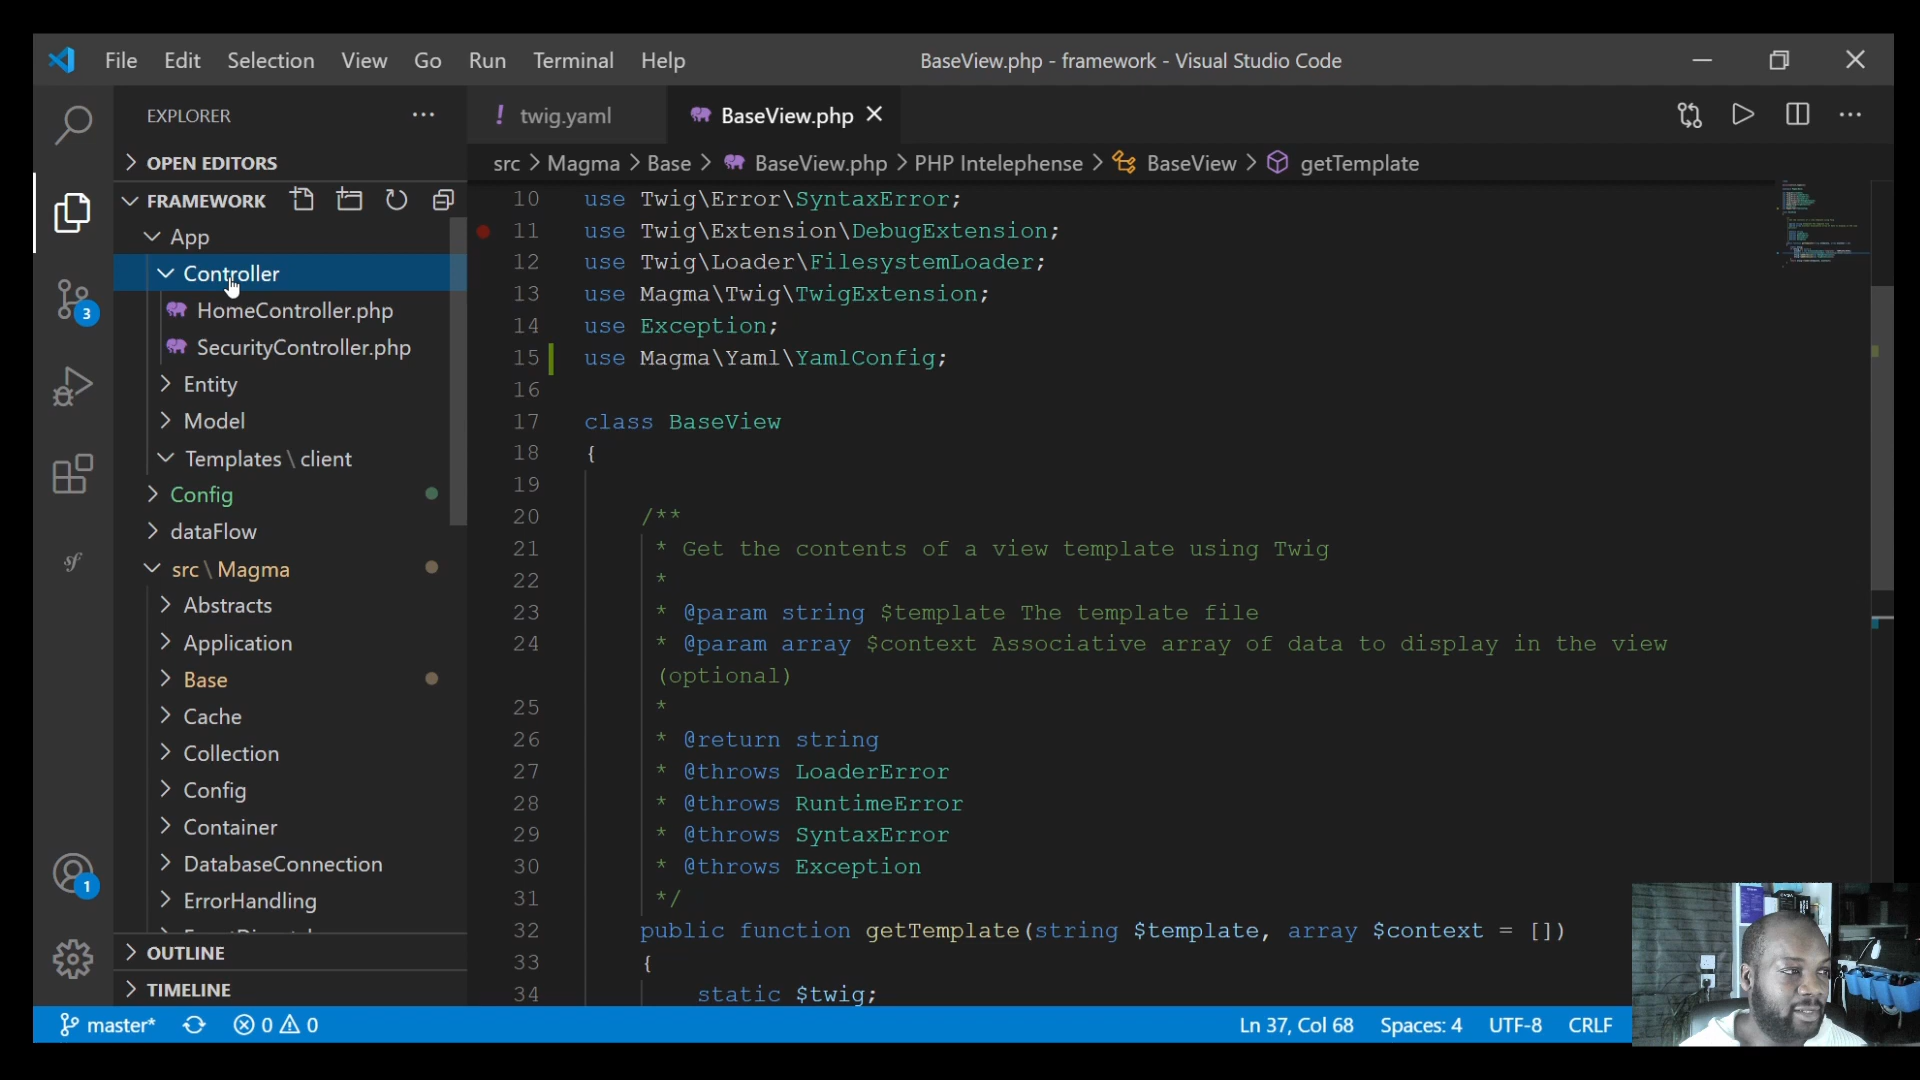 File Edit Selection View Go Run Terminal Help
BaseView.php - framework - Visual Studio Code
EXPLORER
OPEN EDITORS
FRAMEWORK
App
Controller
HomeController.php
SecurityController.php
Entity
Model
Templates \ client
Config
dataFlow
src \ Magma
Abstracts
Application
Base
Cache
Collection
Config
Container
DatabaseConnection
ErrorHandling
OUTLINE
TIMELINE
3
1
! twig.yaml
BaseView.php
src > Magma > Base > BaseView.php > PHP Intelephense > BaseView > getTemplate
10 use Twig\Error\SyntaxError;
11 use Twig\Extension\DebugExtension;
12 use Twig\Loader\FilesystemLoader;
13 use Magma\Twig\TwigExtension;
14 use Exception;
15 use Magma\Yaml\YamlConfig;
16
17 class BaseView
18 {
19
20 /**
21 * Get the contents of a view template using Twig
22 *
23 * @param string $template The template file
24 * @param array $context Associative array of data to display in the view
(optional)
25 *
26 * @return string
27 * @throws LoaderError
28 * @throws RuntimeError
29 * @throws SyntaxError
30 * @throws Exception
31 */
32 public function getTemplate(string $template, array $context = [])
33 {
34 static $twig;
master* 0 0
Ln 37, Col 68 Spaces: 4 UTF-8 CRLF